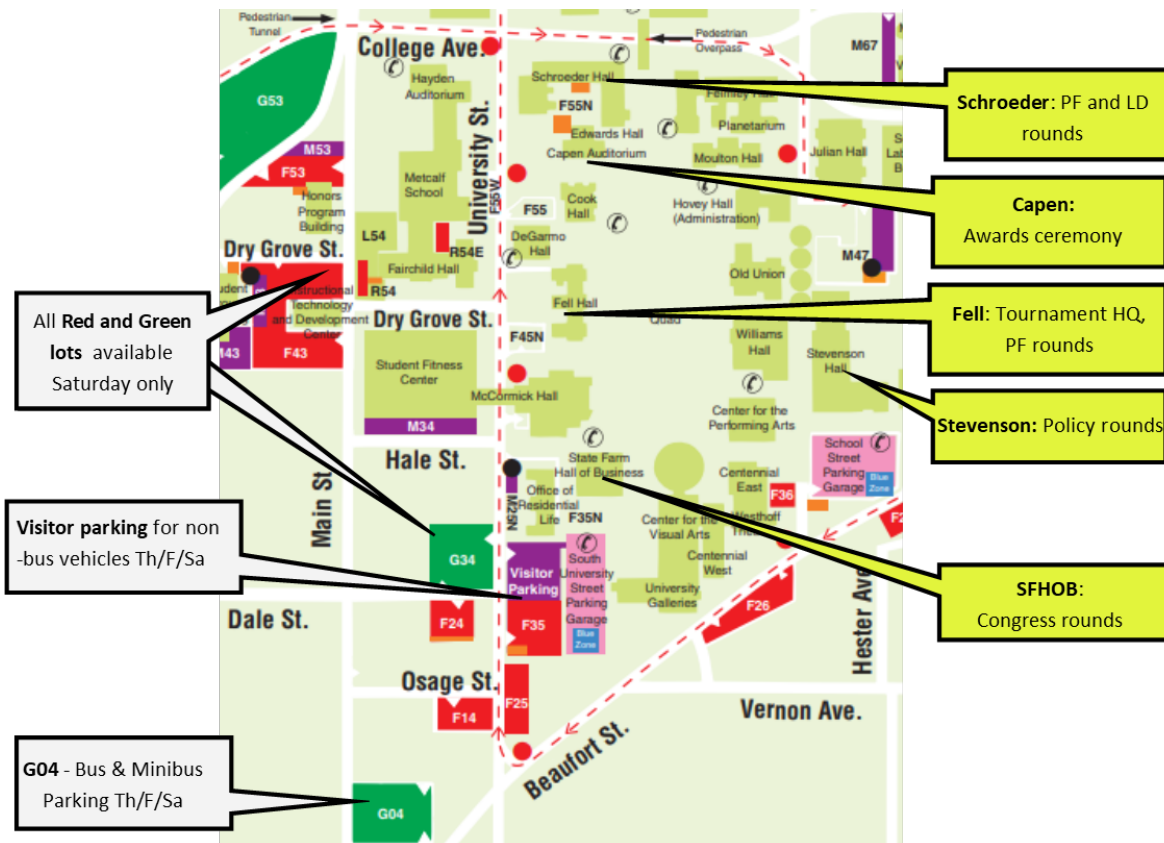 Pedestrian
Tunnel
College Ave.
Pedestrian
Overpass
M67
G53
Hayden
Auditorium
University St.
Schroeder Hall
F55N
Felmley Hall
Planetarium
Edwards Hall
Capen Auditorium
Moulton Hall
Julian Hall
Schroeder: PF and LD
rounds
M53
F53
Honors
Program
Building
Metcalf
School
F55W
F55
Cook
Hall
Hovey Hall
(Administration)
Capen:
Awards ceremony
Dry Grove St.
L54
R54E
Fairchild Hall
R54
DeGarmo
Hall
Old Union
M47
All Red and Green
lots available
Saturday only
Technology
and Development
Center
F43
M43
Dry Grove St.
Fell Hall
F45N
Quad
Williams
Hall
Stevenson
Hall
Fell: Tournament HQ,
PF rounds
Student Fitness
Center
McCormick Hall
M34
Center for the
Performing Arts
Stevenson: Policy rounds
Hale St.
Main St.
State Farm
Hall of Business
Centennial
East
School
Street
Parking
Garage
Blue
Zone
M25N
Office of
Residential
Life
F35N
F36
Westhoff
Center for the
Visual Arts
Centennial
West
Visitor parking for non
-bus vehicles Th/F/Sa
G34
Visitor
Parking
South
University
Street
Parking
Garage
Blue
Zone
University
Galleries
F26
Hester Ave.
SFHOB:
Congress rounds
Dale St.
F24
F35
Osage St.
F14
F25
Vernon Ave.
Beaufort St.
G04 - Bus & Minibus
Parking Th/F/Sa
G04